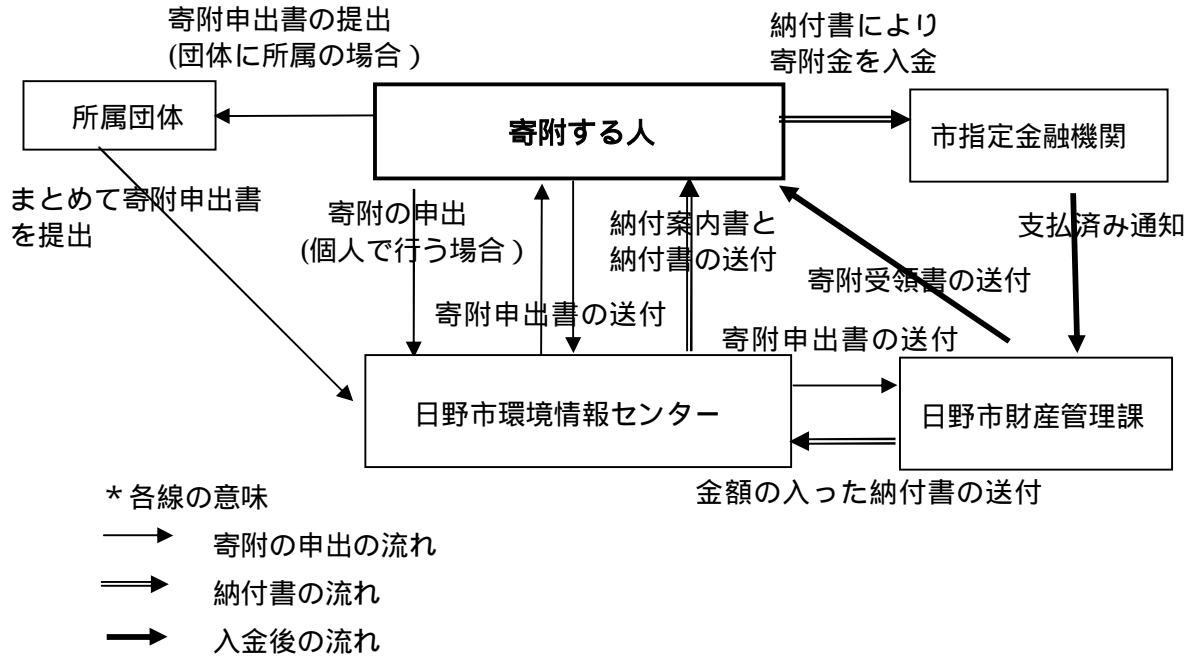 寄附申出書の提出
(団体に所属の場合)
納付書により
寄附金を入金
所属団体
寄附する人
市指定金融機関
まとめて寄附申出書
を提出
寄附の申出
(個人で行う場合)
納付案内書と
納付書の送付
支払済み通知
寄附受領書の送付
寄附申出書の送付
寄附申出書の送付
日野市環境情報センター
日野市財産管理課
金額の入った納付書の送付
*各線の意味
寄附の申出の流れ
納付書の流れ
入金後の流れ